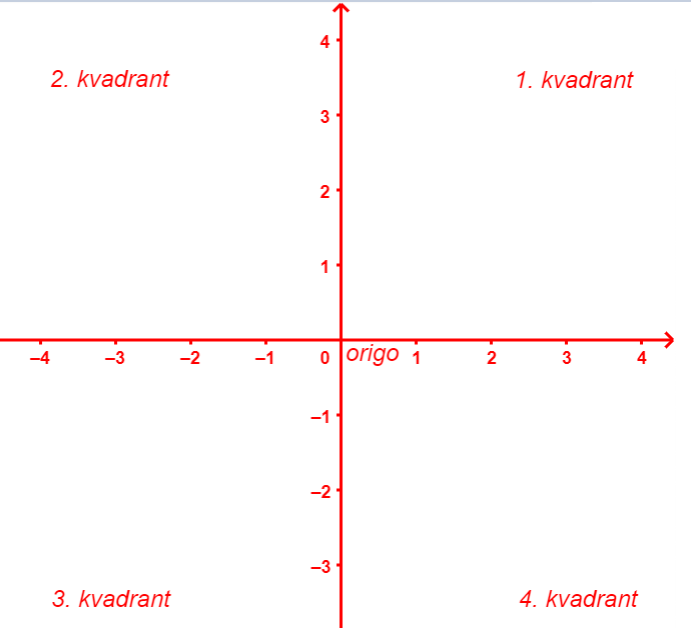 4
2. kvadrant
1. kvadrant
3
2
1
–4 –3 –2 –1 0 origo 1 2 3 4
–1
–2
–3
3. kvadrant
4. kvadrant